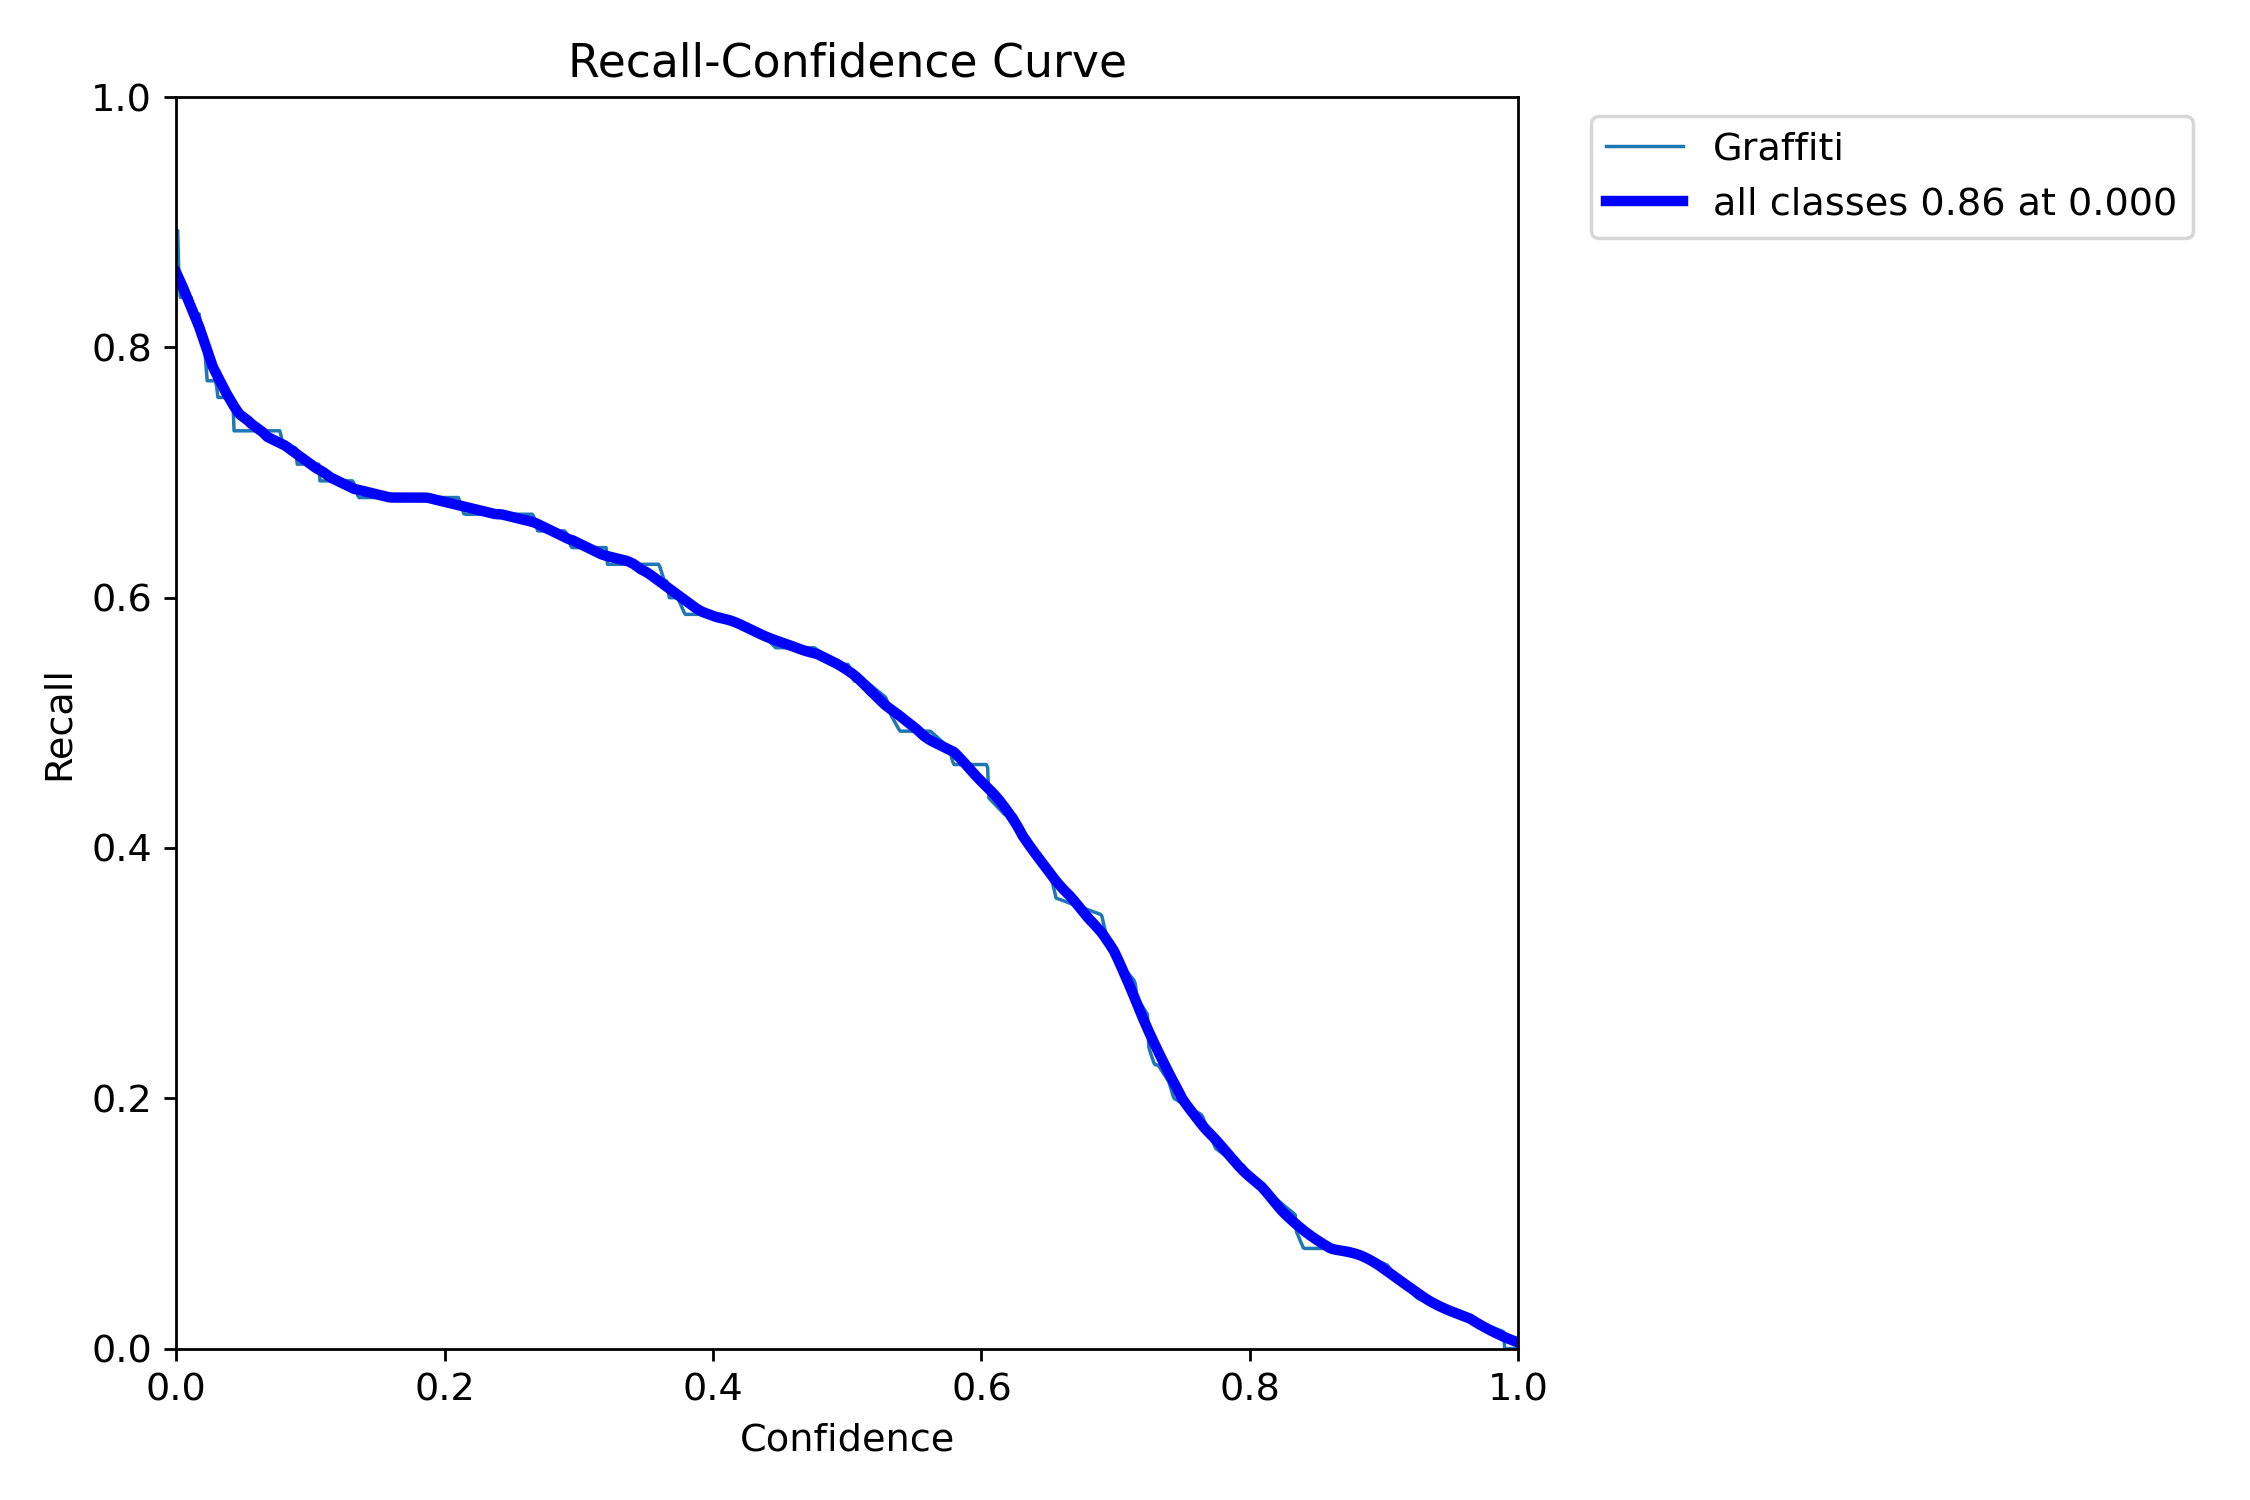 Recall-Confidence Curve
1.0
0.8
0.6
0.4
0.2
0.0
Recall
0.0 0.2 0.4 0.6 0.8 1.0
Confidence
Graffiti
all classes 0.86 at 0.000